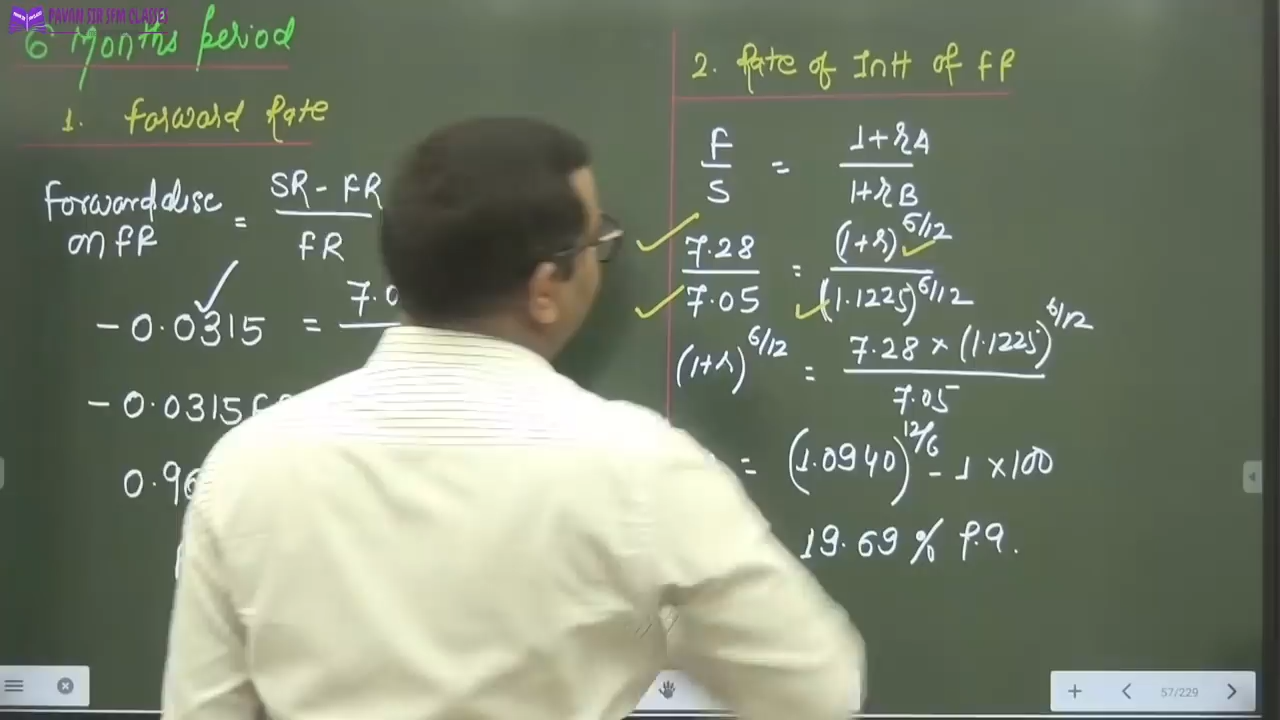 PAVAN SIR SFM CLASSES
6 Months period
1. Forward Rate
Forward disc on FR = SR - FR / FR
- 0.0315 = 7.0
- 0.0315
0.96
2. Rate of Intt of FF
F/S = 1+rA / 1+rB
7.28 / 7.05 = (1+r)^6/12 / (1.1225)^6/12
(1+r)^6/12 = 7.28 × (1.1225)^6/12 / 7.05
= (1.0940)^12/6 - 1 × 100
19.69 % P.a.
57/229